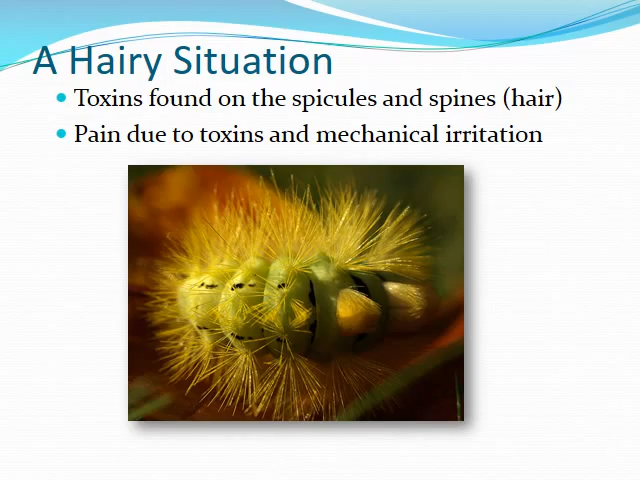 A Hairy Situation
Toxins found on the spicules and spines (hair)
Pain due to toxins and mechanical irritation